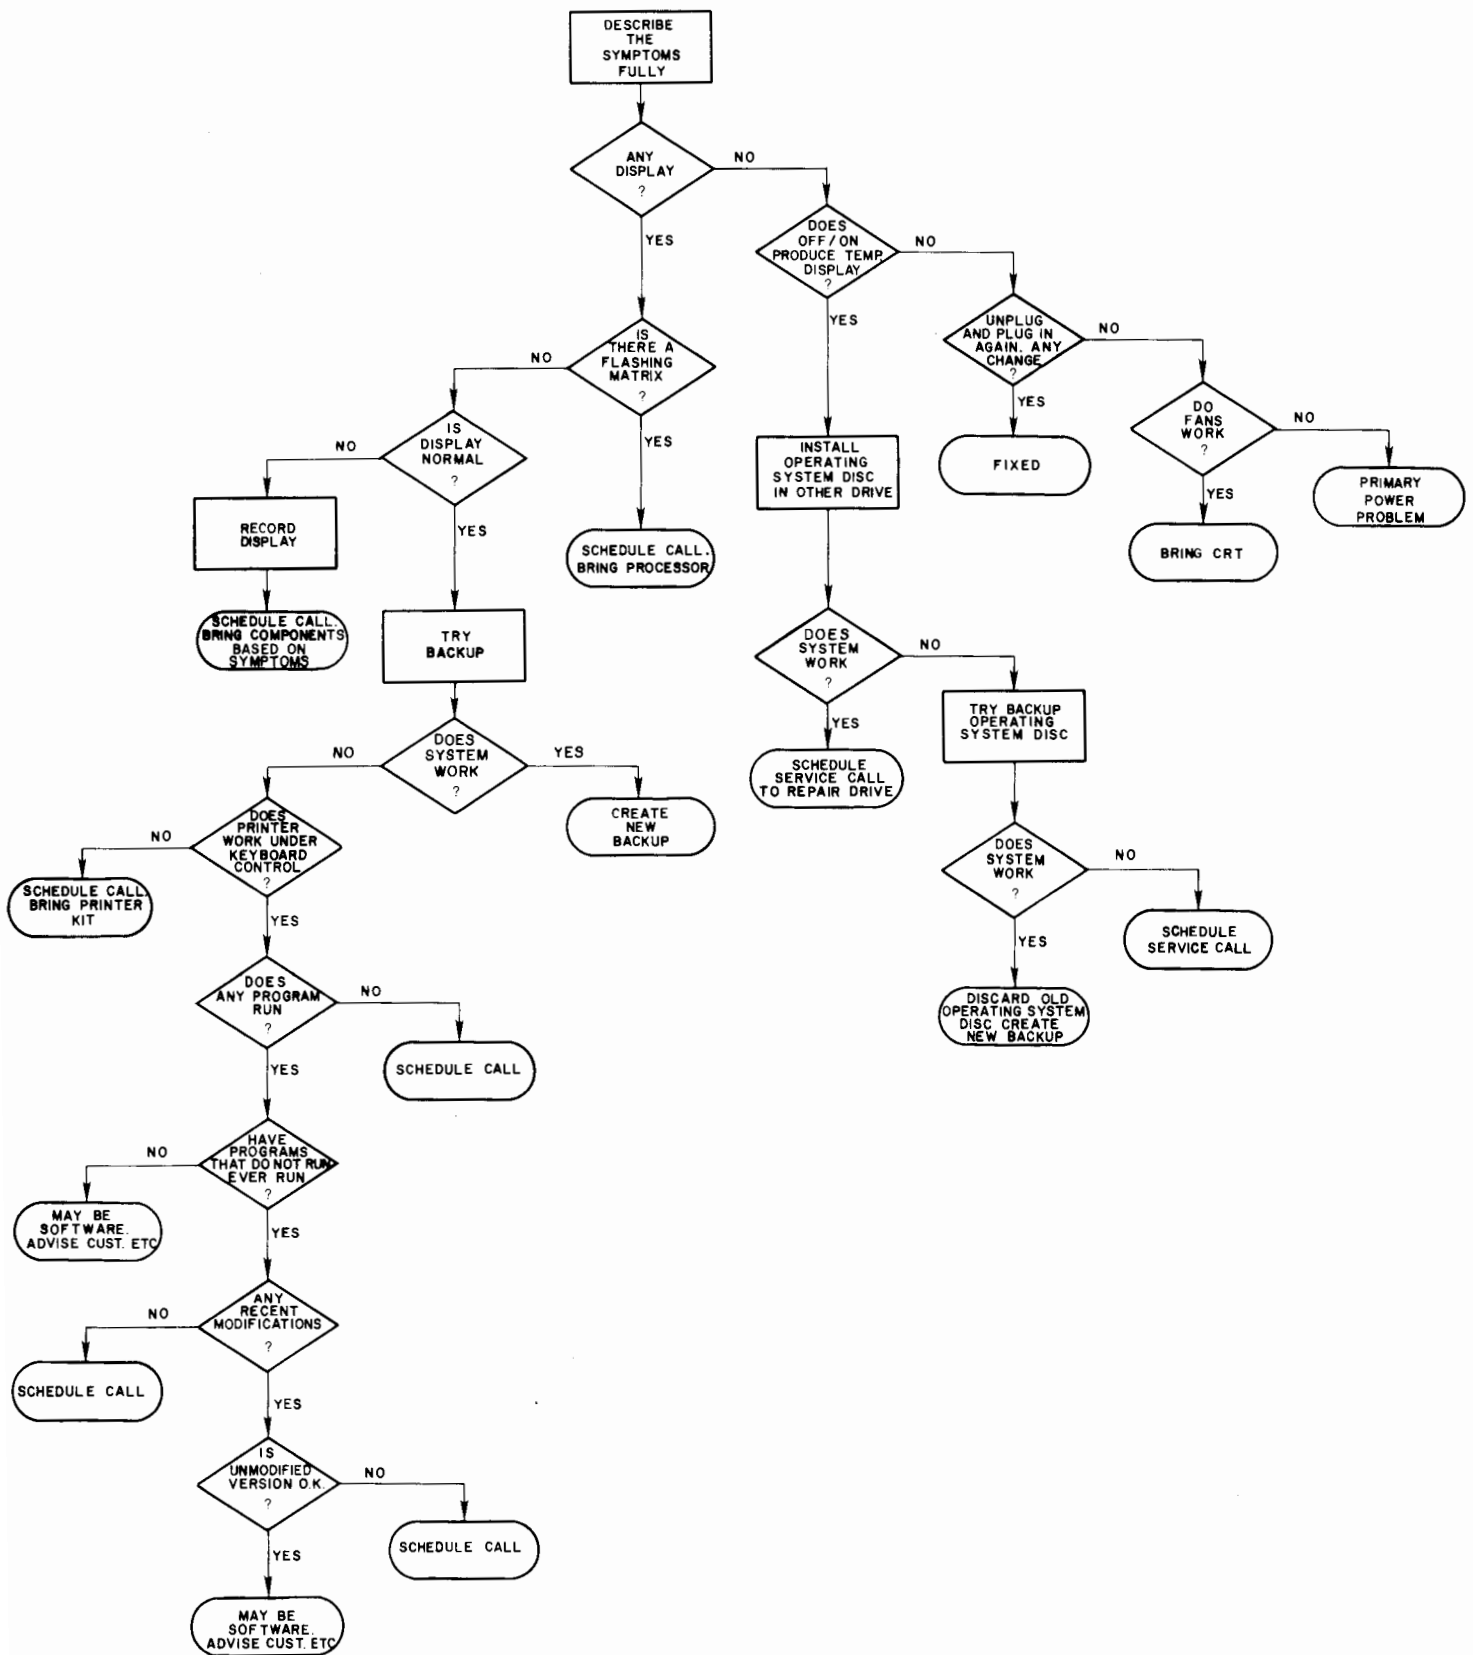 DESCRIBE
THE
SYMPTOMS
FULLY
ANY
DISPLAY
?
NO
YES
DOES
OFF/ON
PRODUCE TEMP.
DISPLAY
?
NO
YES
UNPLUG
AND PLUG IN
AGAIN. ANY
CHANGE
?
NO
YES
FIXED
DO
FANS
WORK
?
NO
YES
PRIMARY
POWER
PROBLEM
BRING CRT
IS
THERE A
FLASHING
MATRIX
?
NO
YES
SCHEDULE CALL.
BRING PROCESSOR
IS
DISPLAY
NORMAL
?
NO
YES
RECORD
DISPLAY
SCHEDULE CALL.
BRING COMPONENTS
BASED ON
SYMPTOMS
TRY
BACKUP
INSTALL
OPERATING
SYSTEM DISC
IN OTHER DRIVE
DOES
SYSTEM
WORK
?
NO
YES
SCHEDULE
SERVICE CALL
TO REPAIR DRIVE
TRY BACKUP
OPERATING
SYSTEM DISC
DOES
SYSTEM
WORK
?
NO
YES
SCHEDULE
SERVICE CALL
DISCARD OLD
OPERATING SYSTEM
DISC CREATE
NEW BACKUP
DOES
SYSTEM
WORK
?
NO
YES
CREATE
NEW
BACKUP
DOES
PRINTER
WORK UNDER
KEYBOARD
CONTROL
?
NO
YES
SCHEDULE CALL.
BRING PRINTER
KIT
DOES
ANY PROGRAM
RUN
?
NO
YES
SCHEDULE CALL
HAVE
PROGRAMS
THAT DO NOT RUN
EVER RUN
?
NO
YES
MAY BE
SOFTWARE.
ADVISE CUST. ETC
ANY
RECENT
MODIFICATIONS
?
NO
YES
SCHEDULE CALL
IS
UNMODIFIED
VERSION O.K.
?
NO
YES
SCHEDULE CALL
MAY BE
SOFTWARE.
ADVISE CUST. ETC